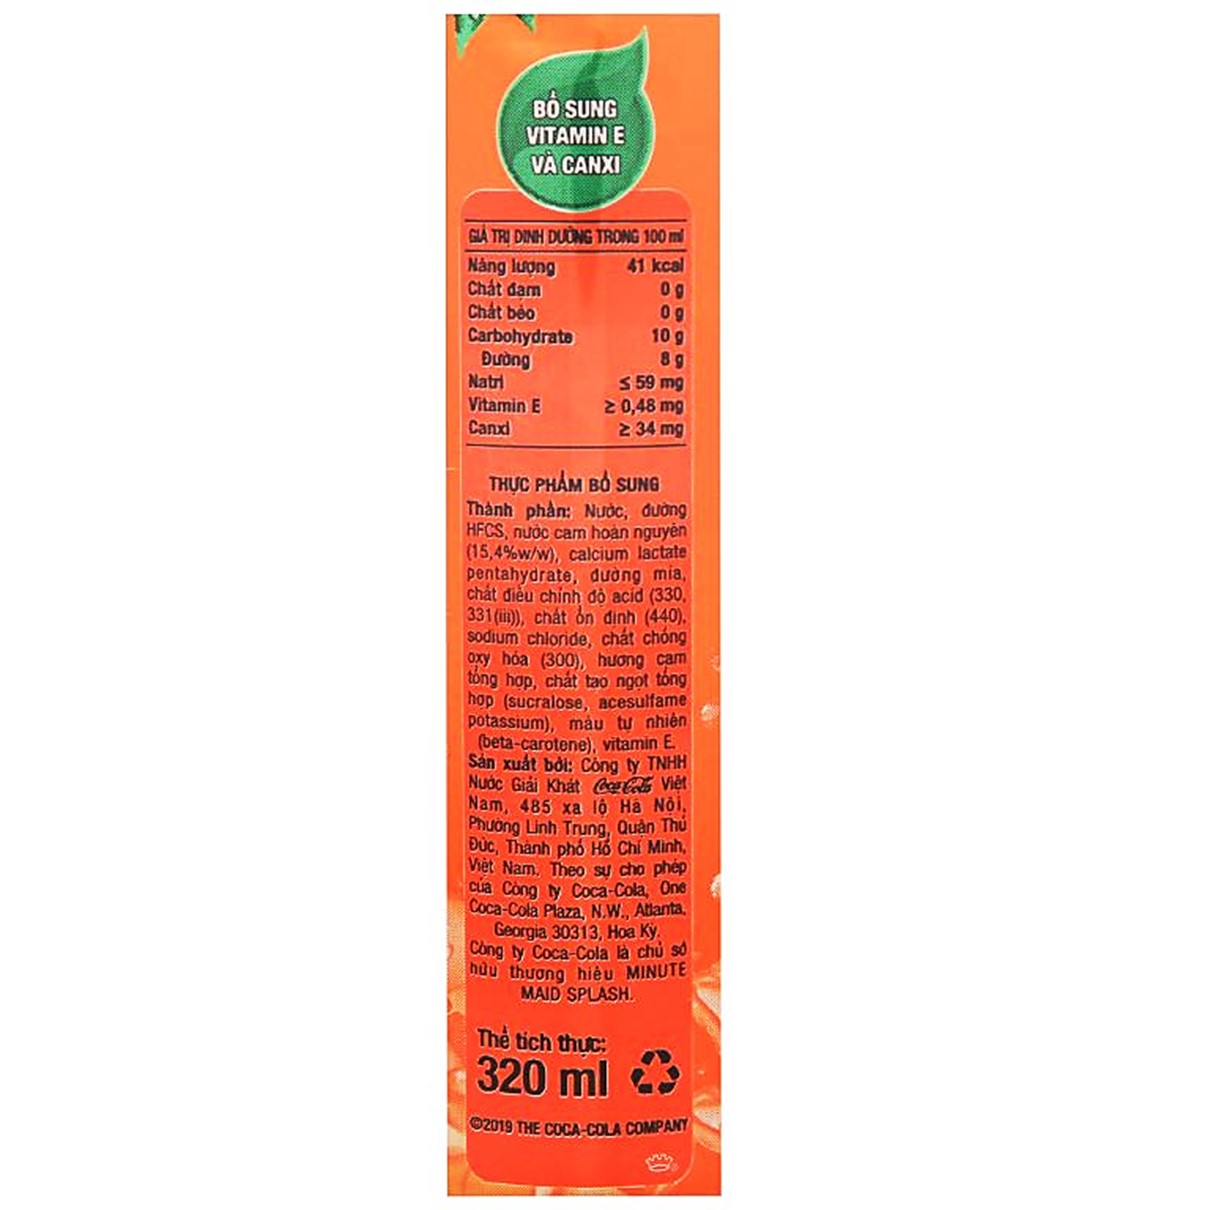 BỔ SUNG
VITAMIN E
VÀ CANXI
GIÁ TRỊ DINH DƯỠNG TRONG 100 ml
Năng lượng 41 kcal
Chất đạm 0 g
Chất béo 0 g
Carbohydrate 10 g
Đường 8 g
Natri ≤ 59 mg
Vitamin E ≥ 0,48 mg
Canxi ≥ 34 mg
THỰC PHẨM BỔ SUNG
Thành phần: Nước, đường
HFCS, nước cam hoàn nguyên
(15,4%w/w), calcium lactate
pentahydrate, đường mía,
chất điều chỉnh độ acid (330,
331(iii)), chất ổn định (440),
sodium chloride, chất chống
oxy hóa (300), hương cam
tổng hợp, chất tạo ngọt tổng
hợp (sucralose, acesulfame
potassium), màu tự nhiên
(beta-carotene), vitamin E.
Sản xuất bởi: Công ty TNHH
Nước Giải Khát Coca-Cola Việt
Nam, 485 xa lộ Hà Nội,
Phường Linh Trung, Quận Thủ
Đức, Thành phố Hồ Chí Minh,
Việt Nam. Theo sự cho phép
của Công ty Coca-Cola, One
Coca-Cola Plaza, N.W., Atlanta,
Georgia 30313, Hoa Kỳ.
Công ty Coca-Cola là chủ sở
hữu thương hiệu MINUTE
MAID SPLASH.
Thể tích thực:
320 ml
©2019 THE COCA-COLA COMPANY